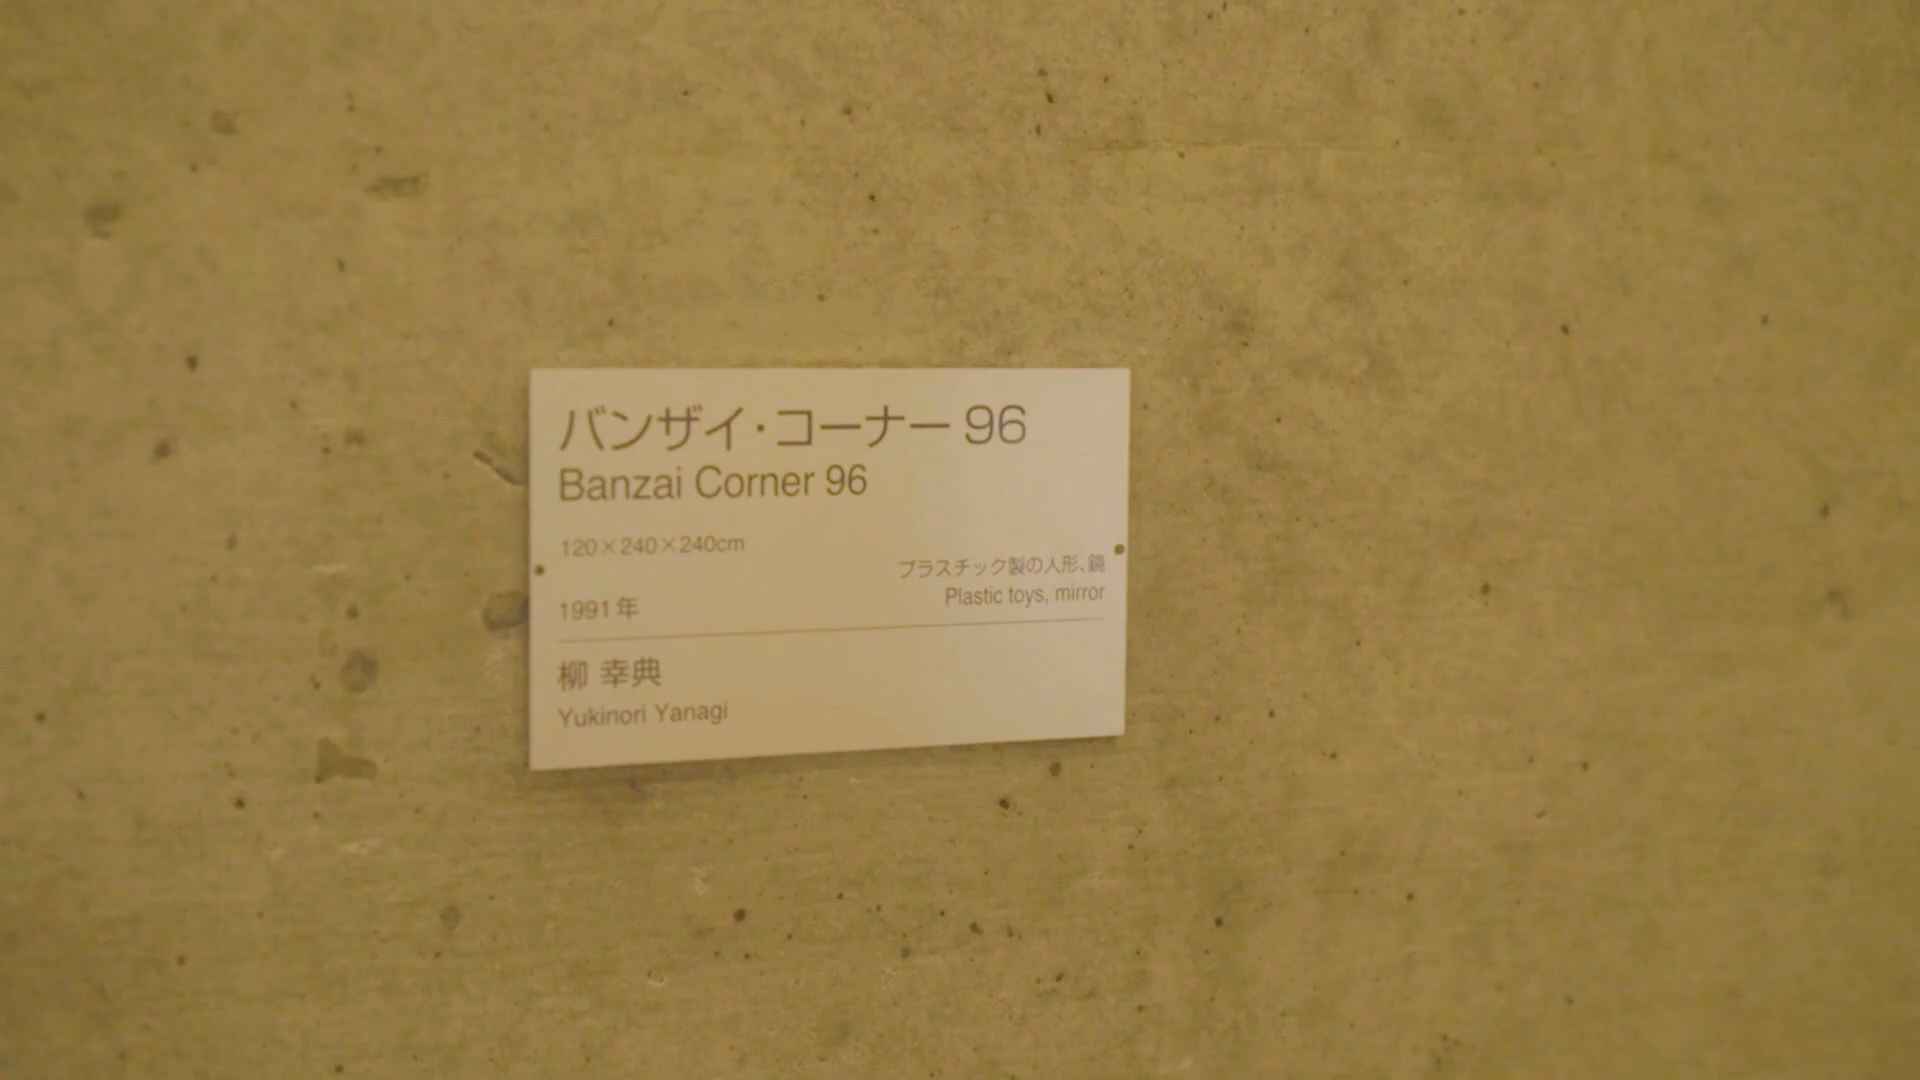 バンザイ・コーナー 96
Banzai Corner 96
120×240×240cm
プラスチック製の人形、鏡
Plastic toys, mirror
1991年
柳 幸典
Yukinori Yanagi